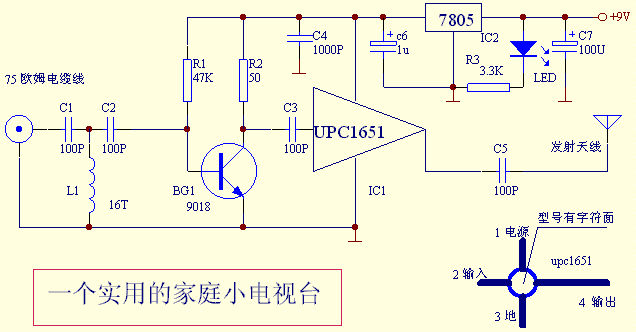 +9V
7805
IC2
C4
1000P
c6
1u
C7
100U
R1
47K
R2
50
R3
3.3K
LED
75 欧姆电缆线
C1
100P
C2
100P
C3
100P
UPC1651
IC1
发射天线
C5
100P
L1
16T
BG1
9018
型号有字符面
1 电源
upc1651
2 输入
4 输出
3 地
一个实用的家庭小电视台